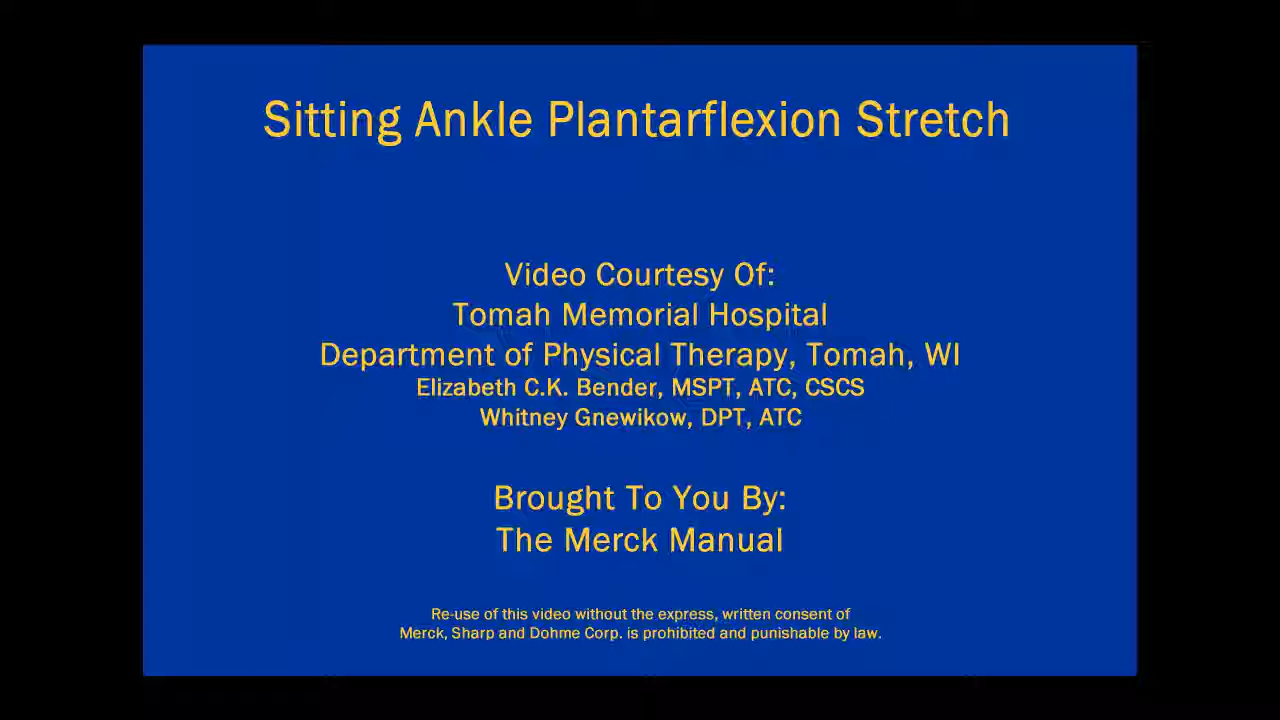 Sitting Ankle Plantarflexion Stretch
Video Courtesy Of:
Tomah Memorial Hospital
Department of Physical Therapy, Tomah, WI
Elizabeth C.K. Bender, MSPT, ATC, CSCS
Whitney Gnewikow, DPT, ATC
Brought To You By:
The Merck Manual
Re-use of this video without the express, written consent of
Merck, Sharp and Dohme Corp. is prohibited and punishable by law.